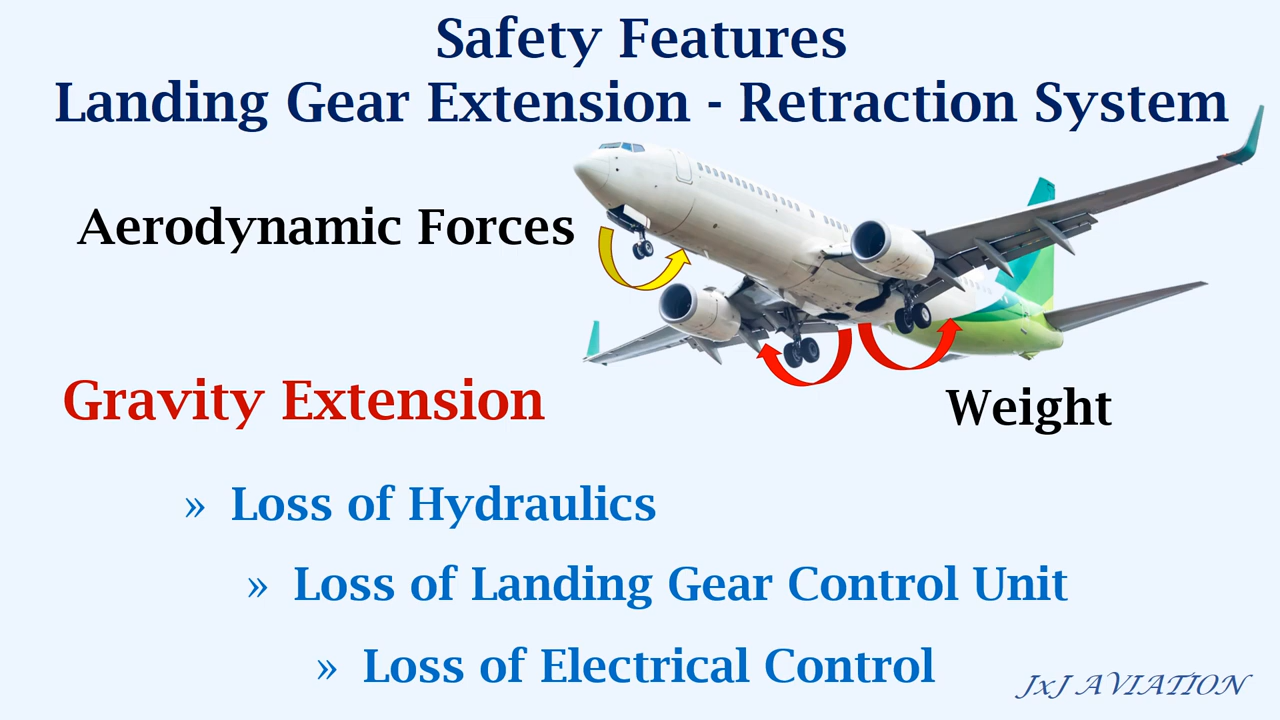 Safety Features
Landing Gear Extension - Retraction System
Aerodynamic Forces
Gravity Extension
Weight
» Loss of Hydraulics
» Loss of Landing Gear Control Unit
» Loss of Electrical Control
JxJ AVIATION